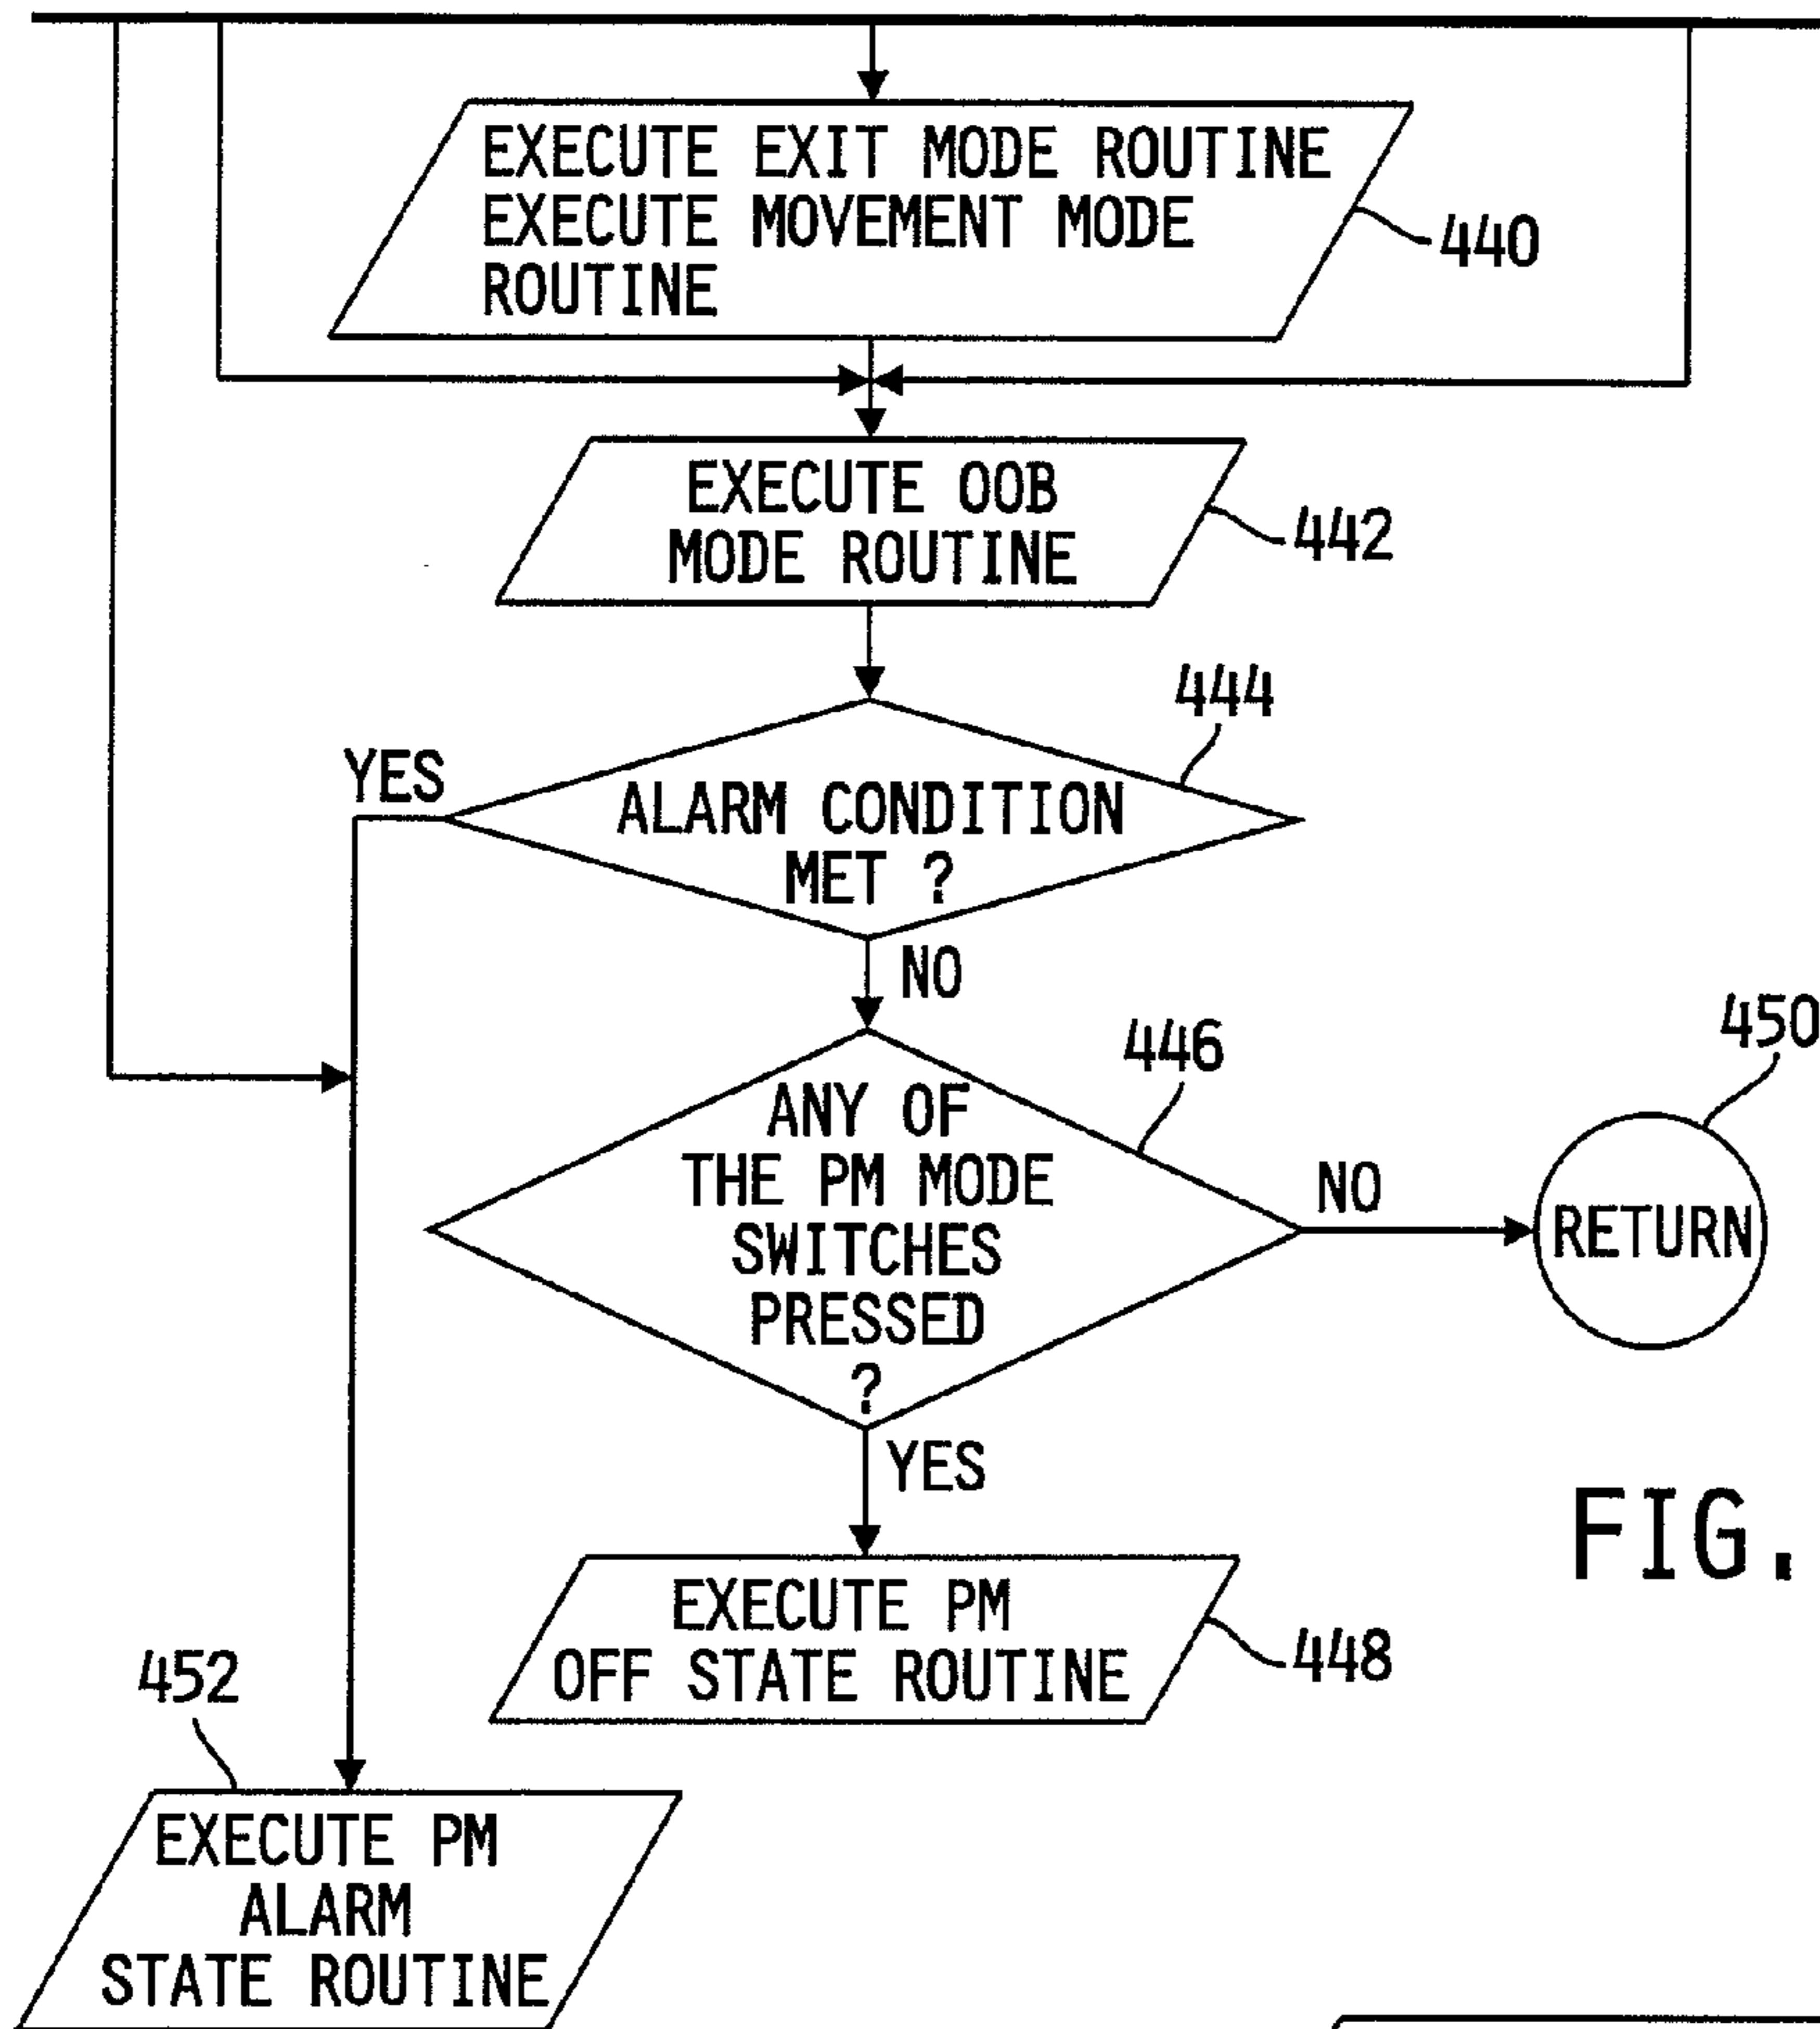 EXECUTE EXIT MODE ROUTINE
EXECUTE MOVEMENT MODE
ROUTINE
440
EXECUTE OOB
MODE ROUTINE
442
444
YES
ALARM CONDITION
MET ?
NO
446
450
ANY OF
THE PM MODE
SWITCHES
PRESSED
?
NO
RETURN
YES
FIG.
EXECUTE PM
OFF STATE ROUTINE
448
452
EXECUTE PM
ALARM
STATE ROUTINE